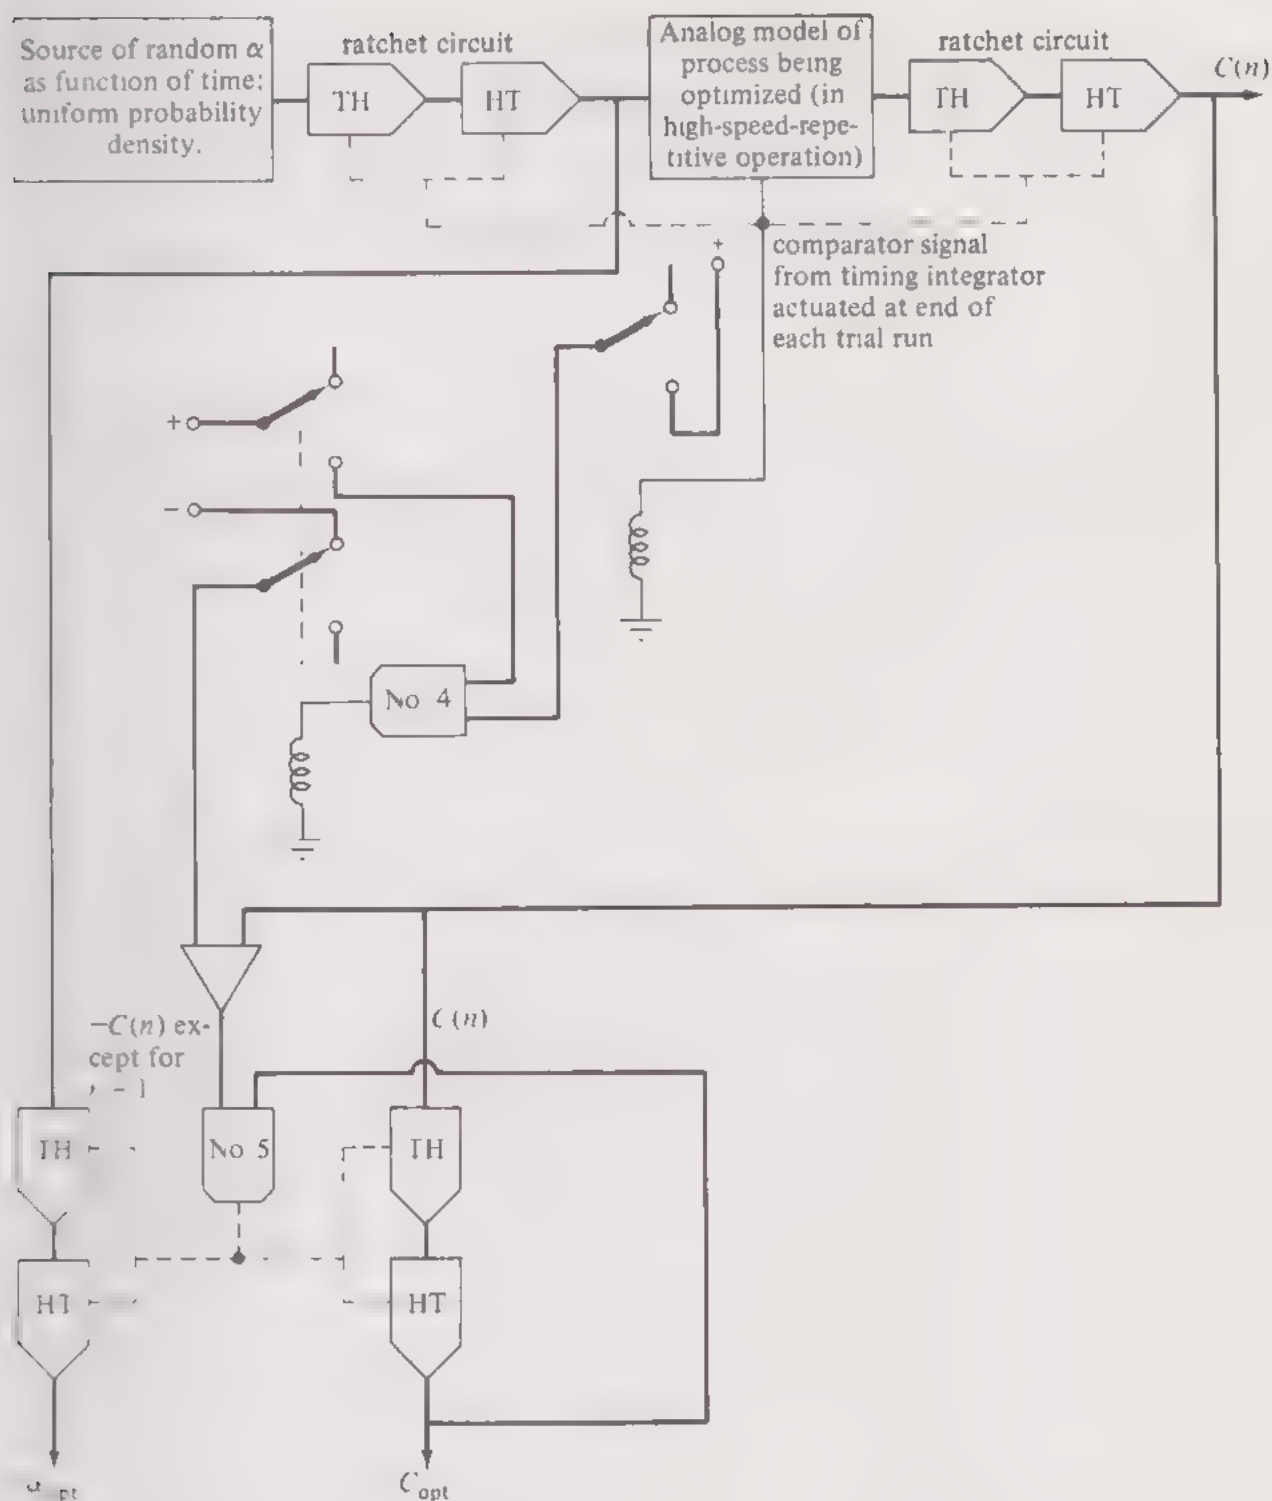 Source of random α
as function of time;
uniform probability
density.
ratchet circuit
TH
HT
Analog model of
process being
optimized (in
high-speed-repe-
titive operation)
ratchet circuit
TH
HT
C(n)
+
comparator signal
from timing integrator
actuated at end of
each trial run
+
−
No 4
−C(n) ex-
cept for
C(n)
TH
No 5
TH
HT
HT
C opt